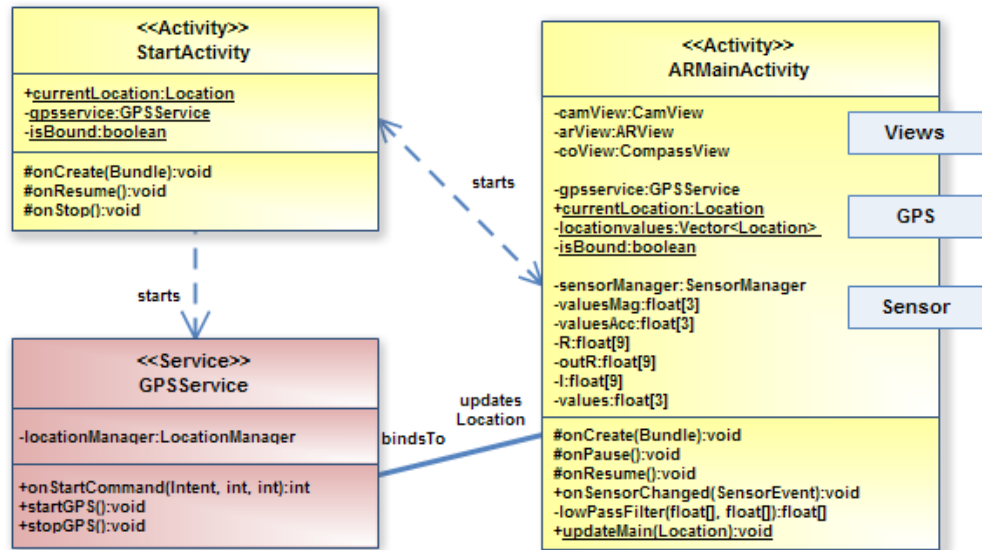 <<Activity>>
StartActivity
+currentLocation:Location
-gpsservice:GPSService
-isBound:boolean
#onCreate(Bundle):void
#onResume():void
#onStop():void
starts
starts
<<Service>>
GPSService
-locationManager:LocationManager
+onStartCommand(Intent, int, int):int
+startGPS():void
+stopGPS():void
bindsTo
updates
Location
<<Activity>>
ARMainActivity
-camView:CamView
-arView:ARView
-coView:CompassView
-gpsservice:GPSService
+currentLocation:Location
-locationvalues:Vector<Location>
-isBound:boolean
-sensorManager:SensorManager
-valuesMag:float[3]
-valuesAcc:float[3]
-R:float[9]
-outR:float[9]
-I:float[9]
-values:float[3]
#onCreate(Bundle):void
#onPause():void
#onResume():void
+onSensorChanged(SensorEvent):void
-lowPassFilter(float[], float[]):float[]
+updateMain(Location):void
Views
GPS
Sensor